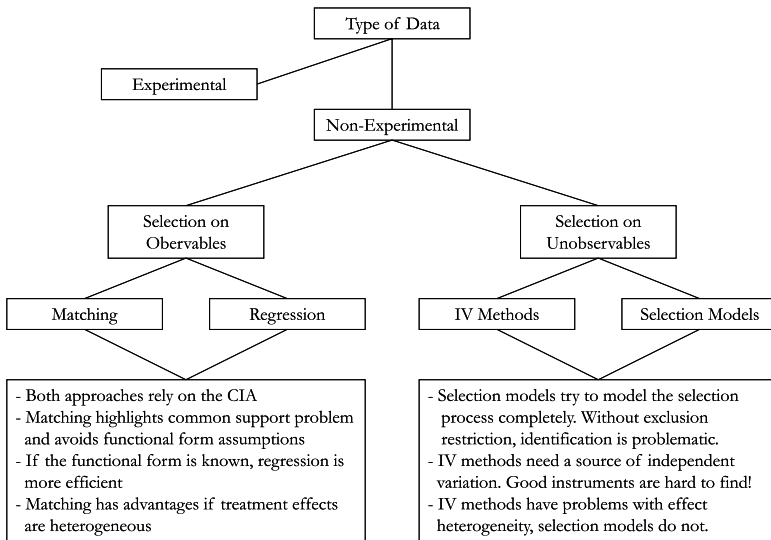 Type of Data
Experimental
Non-Experimental
Selection on
Obervables
Selection on
Unobservables
Matching
Regression
IV Methods
Selection Models
- Both approaches rely on the CIA
- Matching highlights common support problem
and avoids functional form assumptions
- If the functional form is known, regression is
more efficient
- Matching has advantages if treatment effects
are heterogeneous
- Selection models try to model the selection
process completely. Without exclusion
restriction, identification is problematic.
- IV methods need a source of independent
variation. Good instruments are hard to find!
- IV methods have problems with effect
heterogeneity, selection models do not.